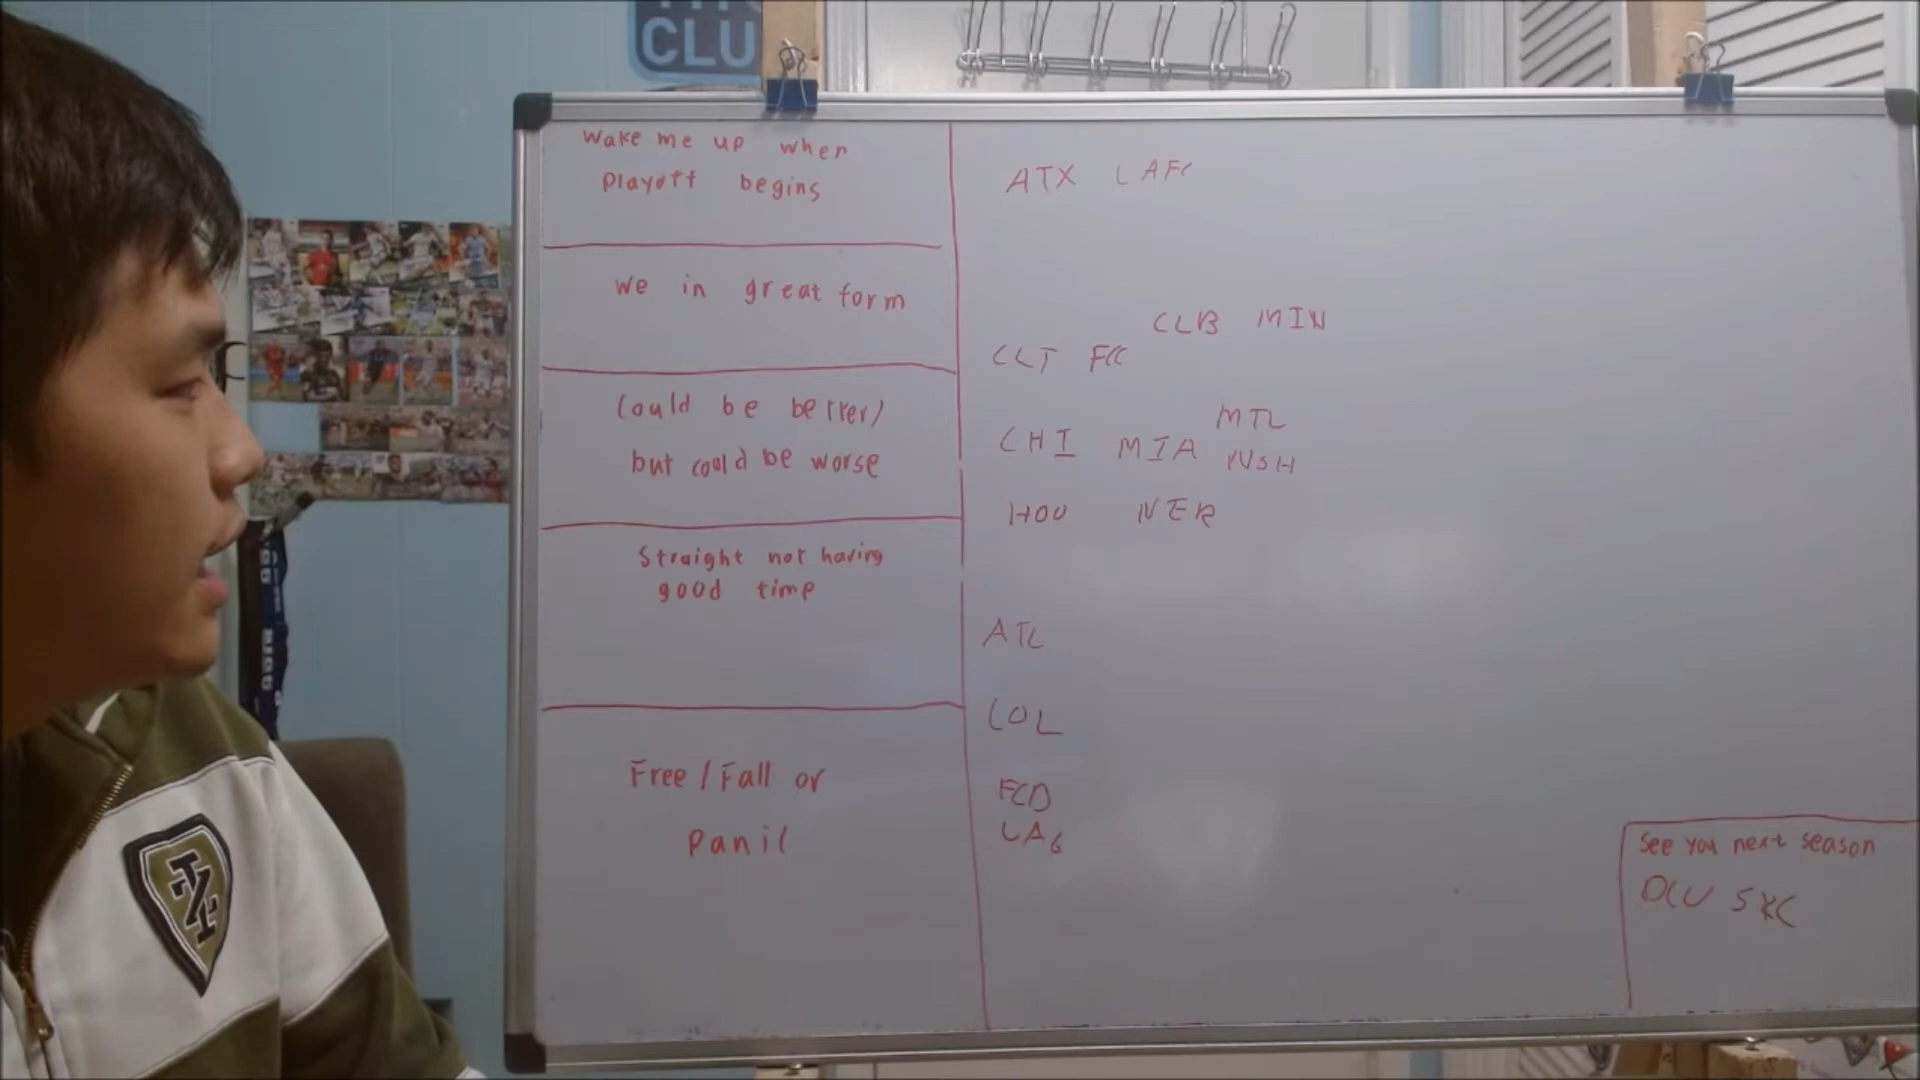 CLU
Wake me up when
playoff begins
ATX LAFC
We in great form
CLB MIN
CLT FCC
Could be better/
but could be worse
MTL
CHI MIA NSH
HOU NER
Straight not having
good time
ATL
COL
Free/Fall or
Panic
FCD
LAG
See you next season
DCU SKC